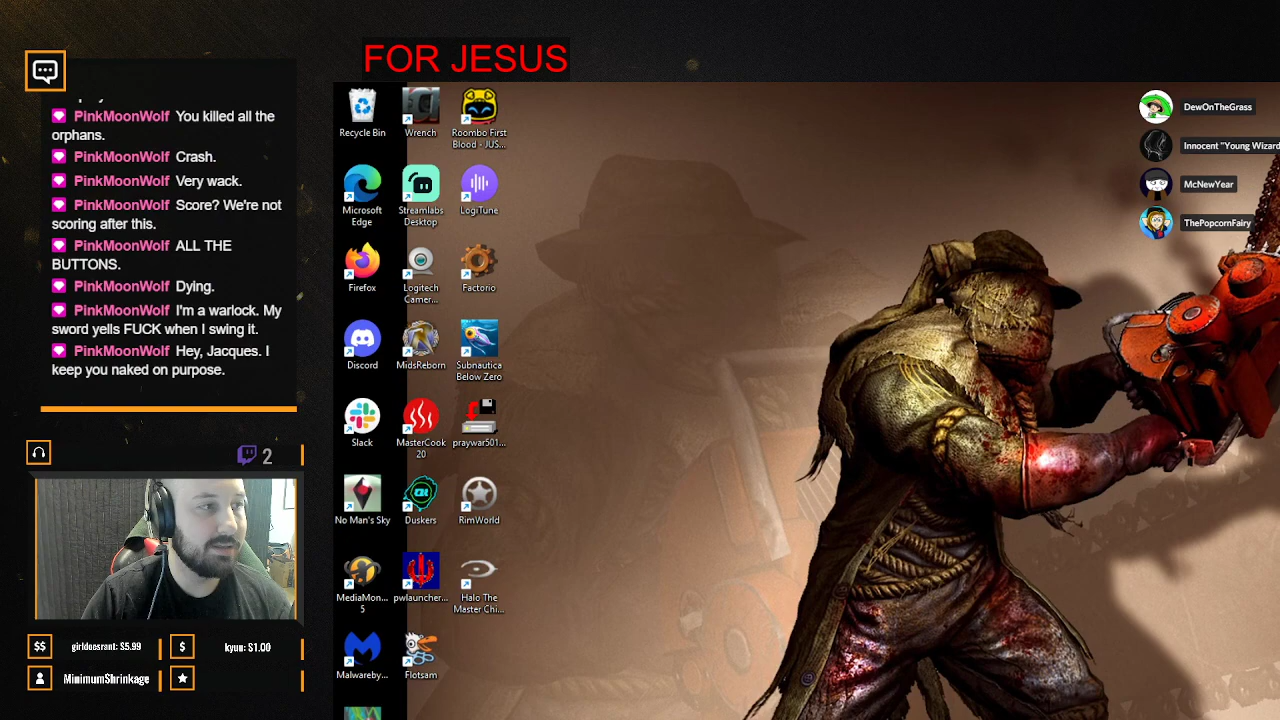 FOR JESUS
PinkMoonWolf You killed all the
orphans.
PinkMoonWolf Crash.
PinkMoonWolf Very wack.
PinkMoonWolf Score? We're not
scoring after this.
PinkMoonWolf ALL THE
BUTTONS.
PinkMoonWolf Dying.
PinkMoonWolf I'm a warlock. My
sword yells FUCK when I swing it.
PinkMoonWolf Hey, Jacques. I
keep you naked on purpose.
2
$$ girldoesrant: $5.99 $ kyuu: $1.00
MinimumShrinkage
Recycle Bin
Wrench
Roombo First
Blood - JUS...
Microsoft
Edge
Streamlabs
Desktop
LogiTune
Firefox
Logitech
Camer...
Factorio
Discord
MidsReborn
Subnautica
Below Zero
Slack
MasterCook
20
praywar501...
No Man's Sky
Duskers
RimWorld
MediaMon...
5
pwlauncher...
Halo The
Master Chi...
Malwareby...
Flotsam
DewOnTheGrass
Innocent "Young Wizard
McNewYear
ThePopcornFairy